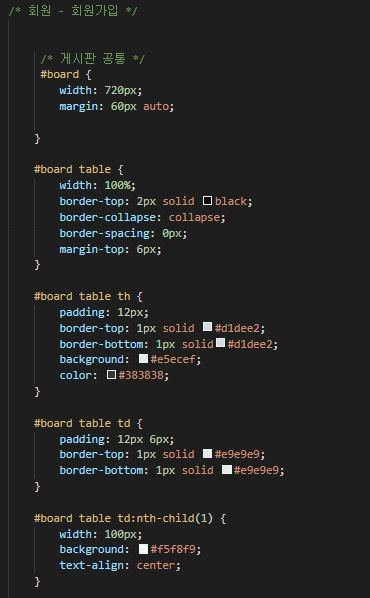 /* 회원 - 회원가입 */
/* 게시판 공통 */
#board {
width: 720px;
margin: 60px auto;
}
#board table {
width: 100%;
border-top: 2px solid black;
border-collapse: collapse;
border-spacing: 0px;
margin-top: 6px;
}
#board table th {
padding: 12px;
border-top: 1px solid #d1dee2;
border-bottom: 1px solid#d1dee2;
background: #e5ecef;
color: #383838;
}
#board table td {
padding: 12px 6px;
border-top: 1px solid #e9e9e9;
border-bottom: 1px solid #e9e9e9;
}
#board table td:nth-child(1) {
width: 100px;
background: #f5f8f9;
text-align: center;
}